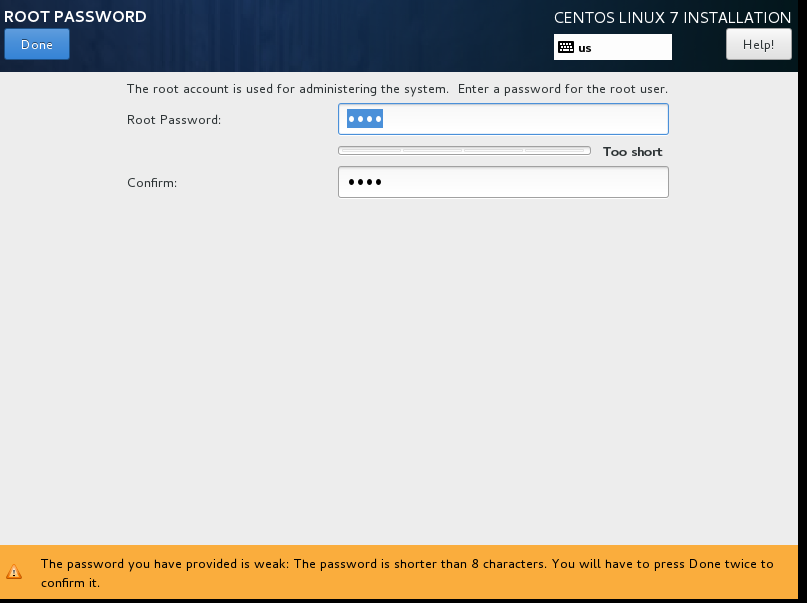 ROOT PASSWORD
CENTOS LINUX 7 INSTALLATION
Done
us
Help!
The root account is used for administering the system.  Enter a password for the root user.
Root Password:
••••
Too short
Confirm:
••••
The password you have provided is weak: The password is shorter than 8 characters. You will have to press Done twice to
confirm it.